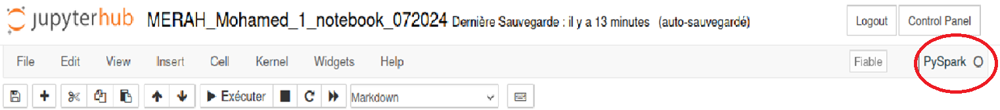 jupyterhub MERAH_Mohamed_1_notebook_072024 Dernière Sauvegarde : il y a 13 minutes (auto-sauvegardé) Logout Control Panel
File Edit View Insert Cell Kernel Widgets Help Fiable PySpark
Exécuter Markdown